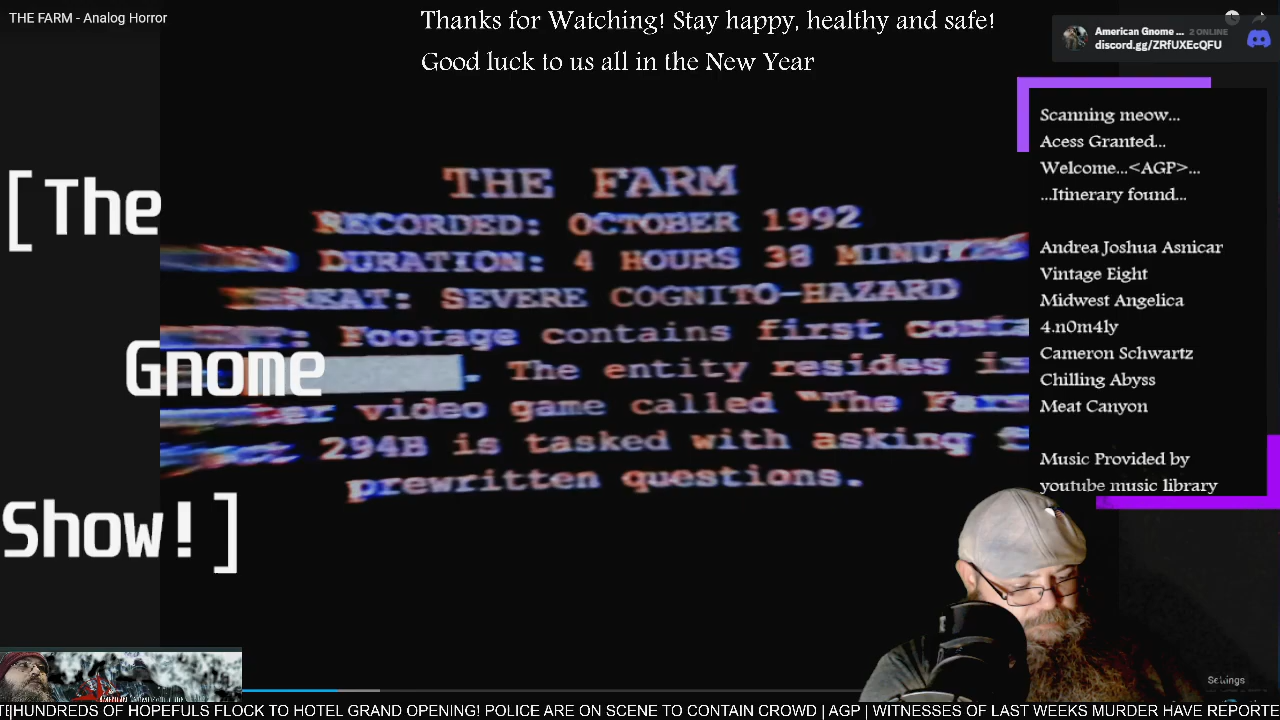 THE FARM - Analog Horror
Thanks for Watching! Stay happy, healthy and safe!
Good luck to us all in the New Year
American Gnome ... 2 ONLINE
discord.gg/ZRfUXEcQFU
Scanning meow...
Acess Granted...
Welcome...<AGP>...
...Itinerary found...
Andrea Joshua Asnicar
Vintage Eight
Midwest Angelica
4.n0m4ly
Cameron Schwartz
Chilling Abyss
Meat Canyon
Music Provided by
youtube music library
[The
Gnome
Show!]
THE FARM
RECORDED: OCTOBER 1992
DURATION: 4 HOURS 38 MINUTES
THREAT: SEVERE COGNITO-HAZARD
Footage contains first
. The entity resides
video game called "The Farm
294B is tasked with asking
prewritten questions.
Settings
HUNDREDS OF HOPEFULS FLOCK TO HOTEL GRAND OPENING! POLICE ARE ON SCENE TO CONTAIN CROWD | AGP | WITNESSES OF LAST WEEKS MURDER HAVE REPORTE